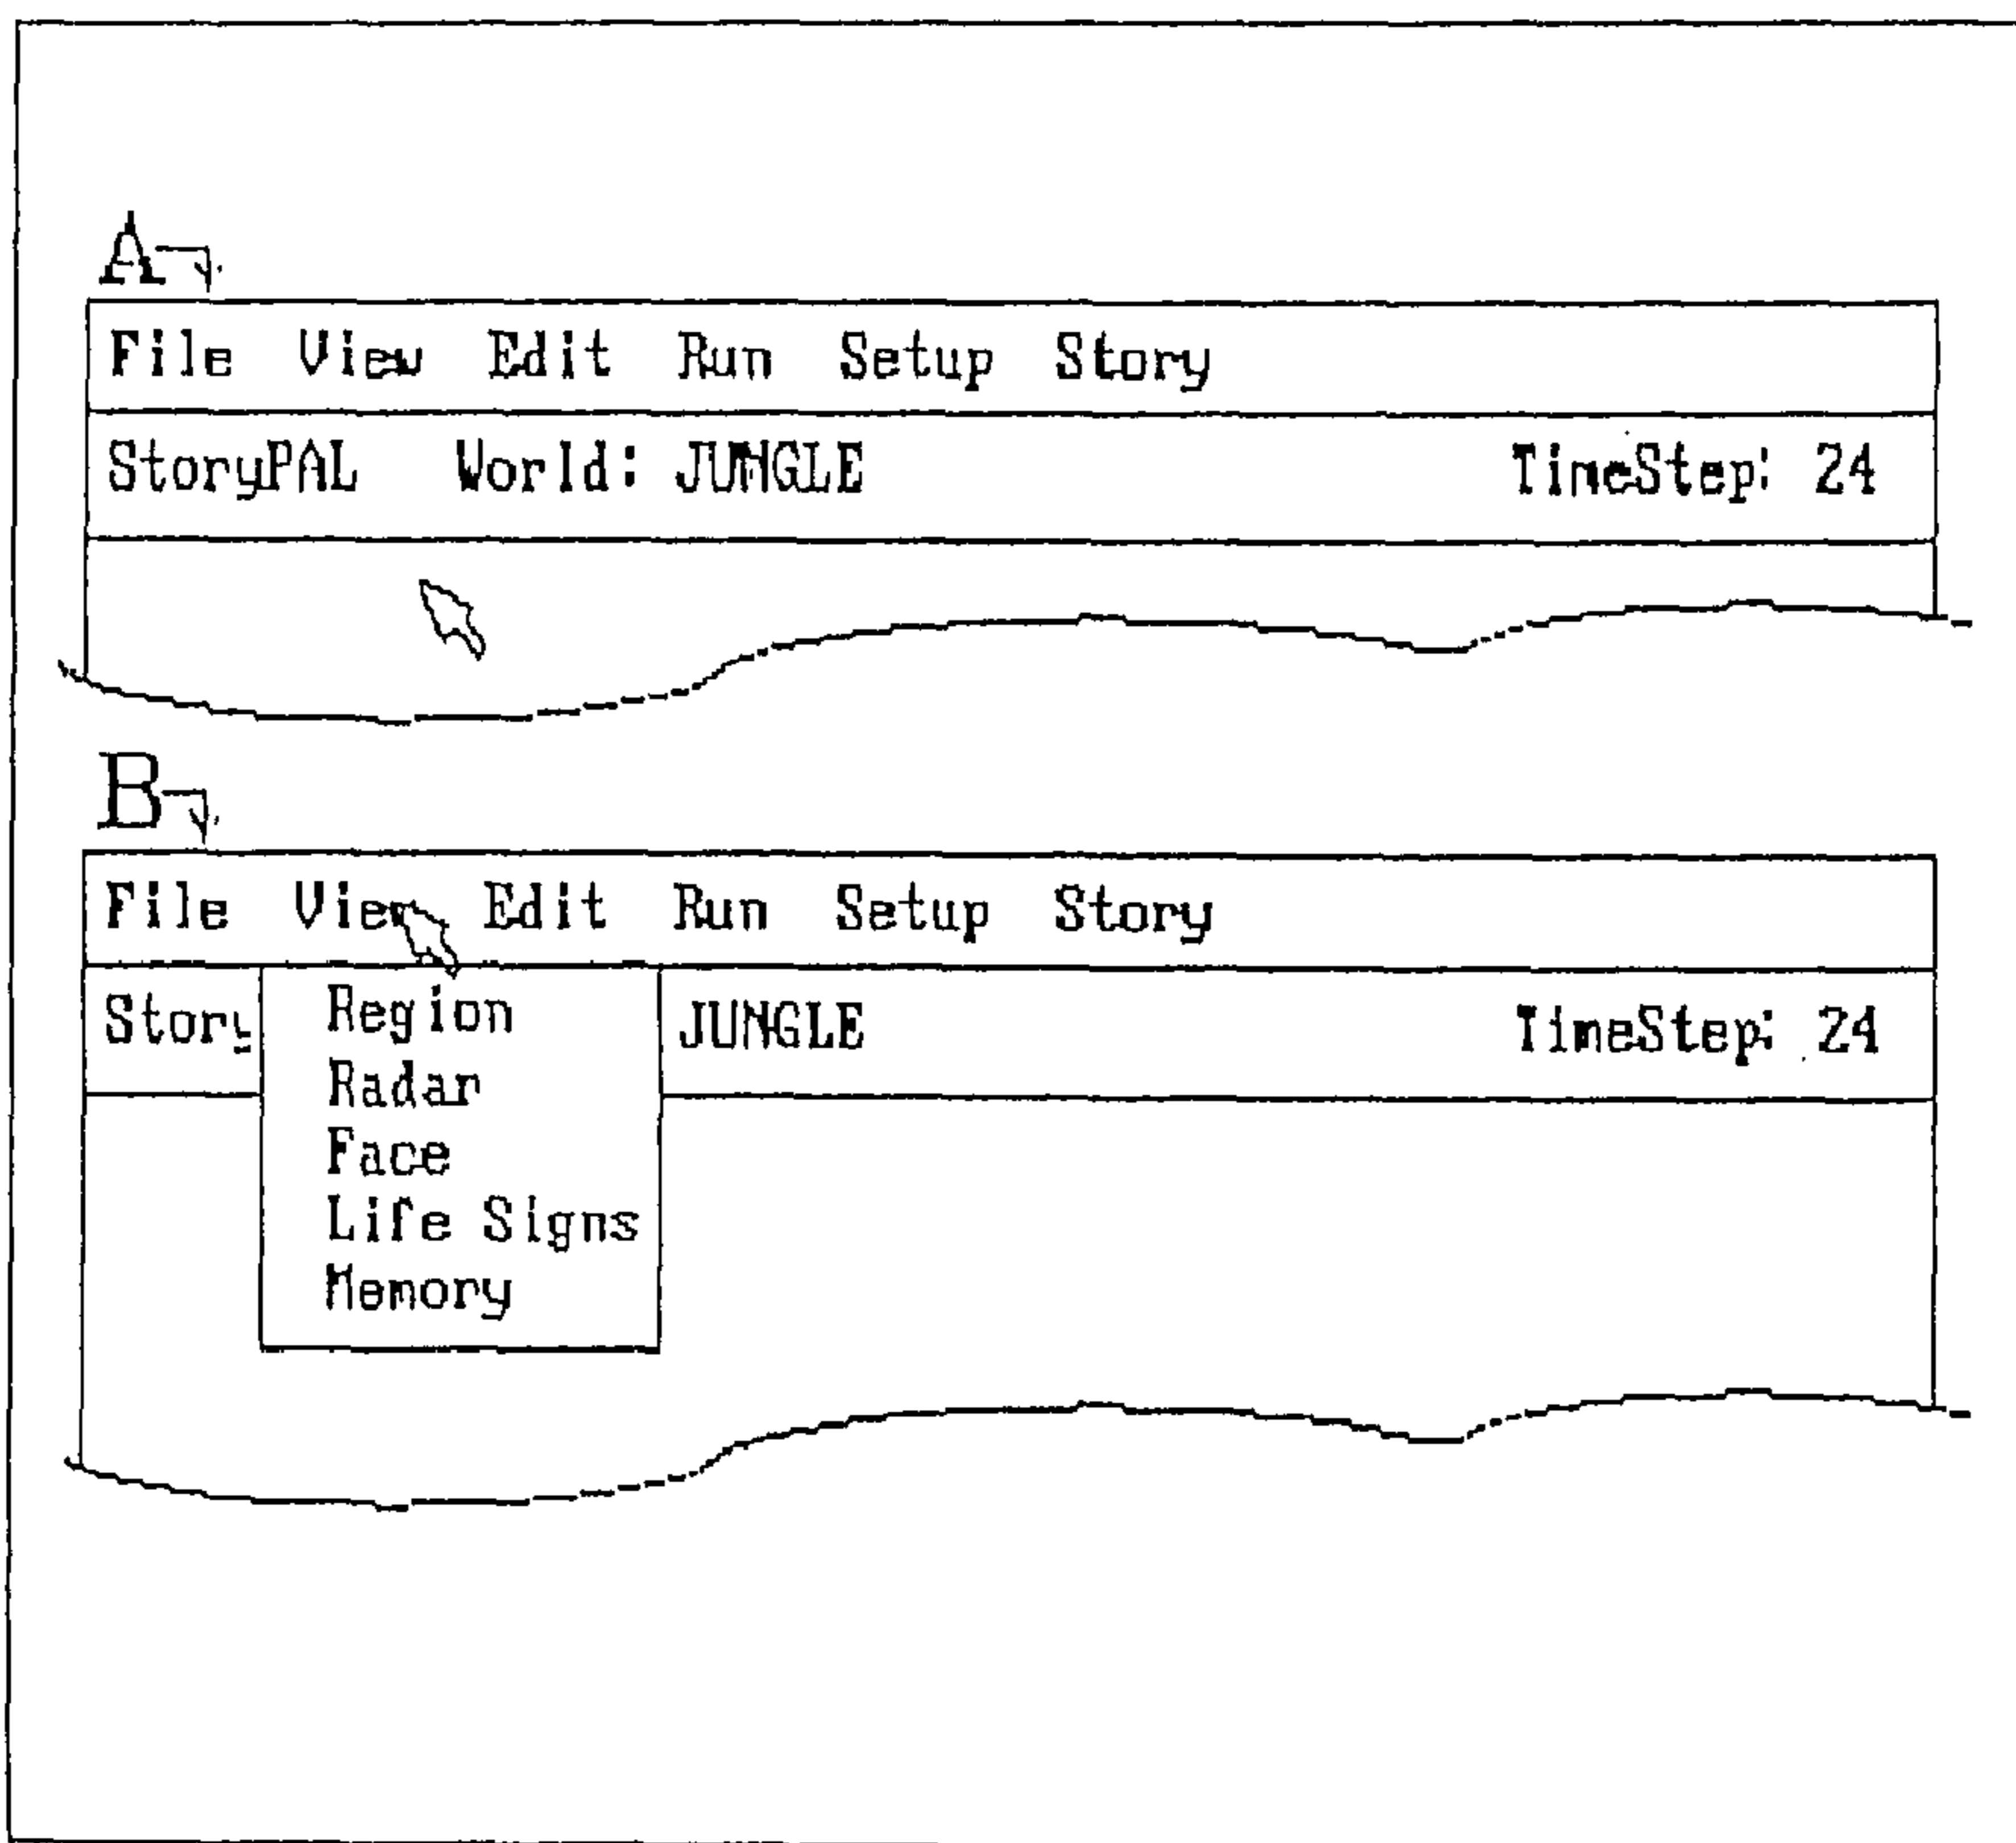 A
File View Edit Run Setup Story
StoryPAL World: JUNGLE TimeStep: 24
B
File View Edit Run Setup Story
Story JUNGLE TimeStep: 24
Region
Radar
Face
Life Signs
Memory